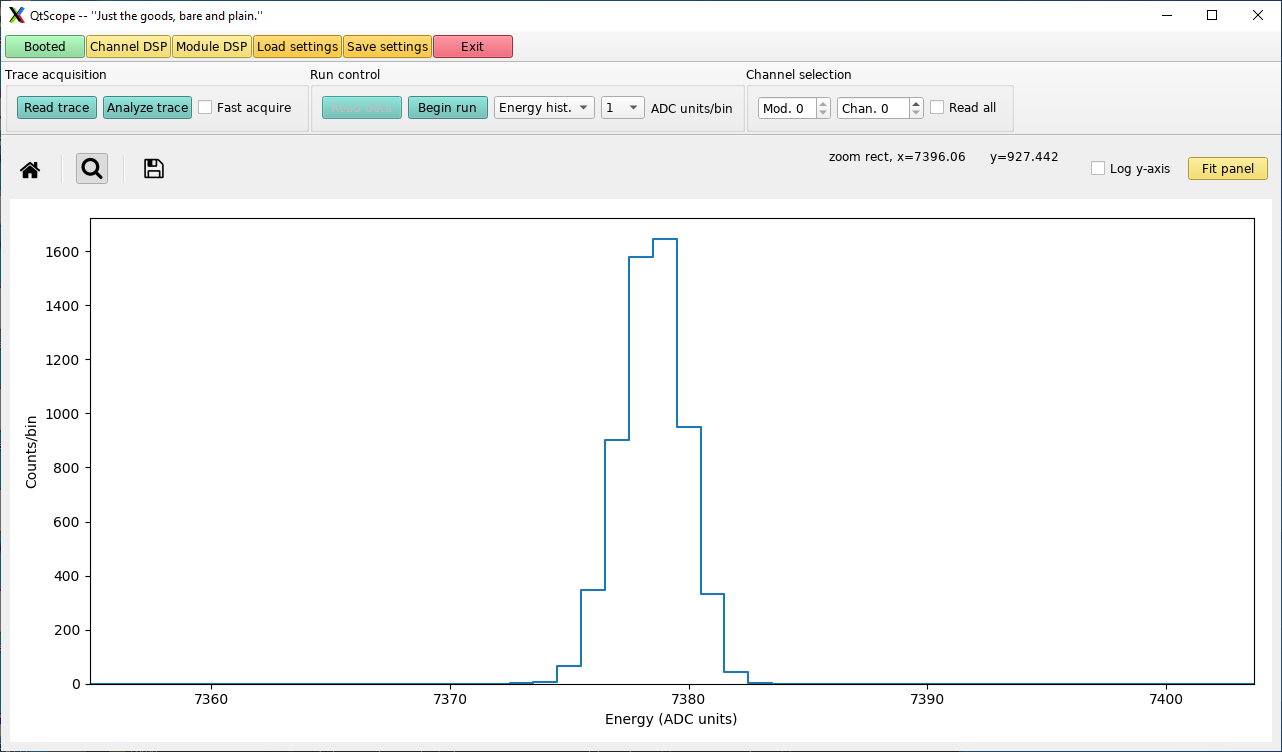 QtScope -- "Just the goods, bare and plain."
Booted Channel DSP Module DSP Load settings Save settings Exit
Trace acquisition Run control Channel selection
Read trace Analyze trace Fast acquire Read data Begin run Energy hist. 1 ADC units/bin Mod. 0 Chan. 0 Read all
zoom rect, x=7396.06 y=927.442
Log y-axis Fit panel
1600
1400
1200
1000
800
600
400
200
0
Counts/bin
7360 7370 7380 7390 7400
Energy (ADC units)